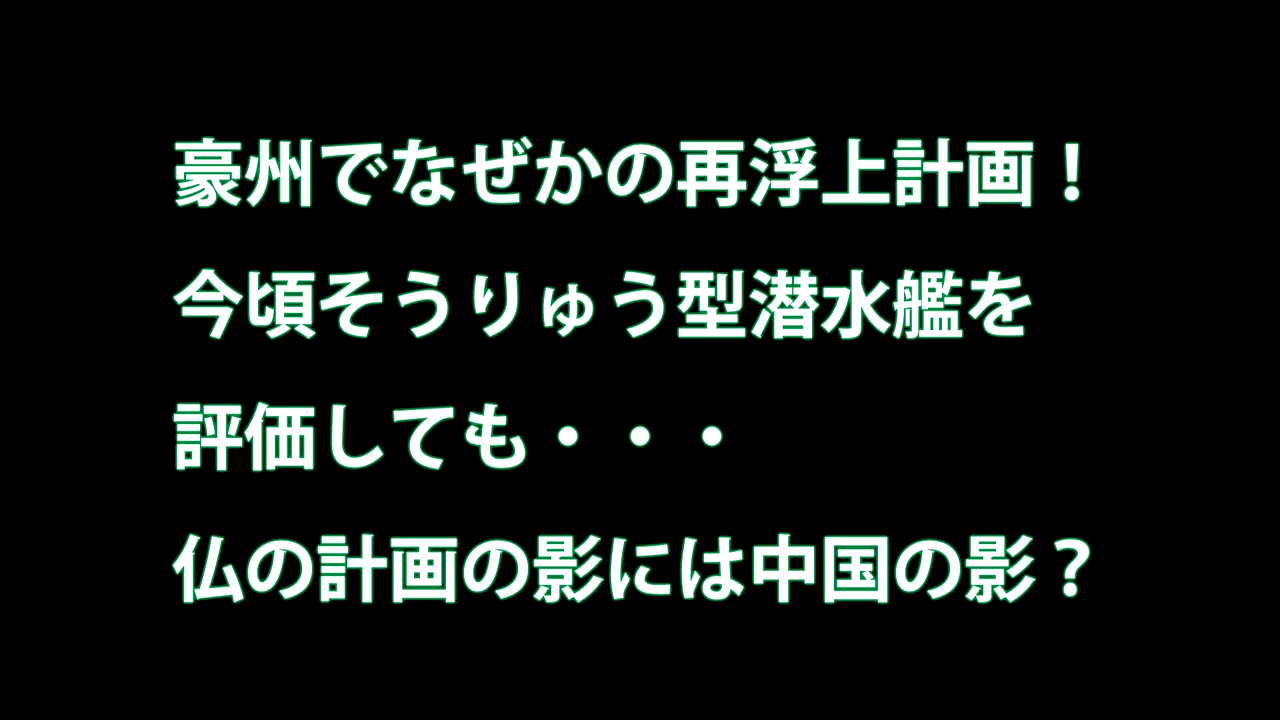 豪州でなぜかの再浮上計画！
今頃そうりゅう型潜水艦を
評価しても・・・
仏の計画の影には中国の影？